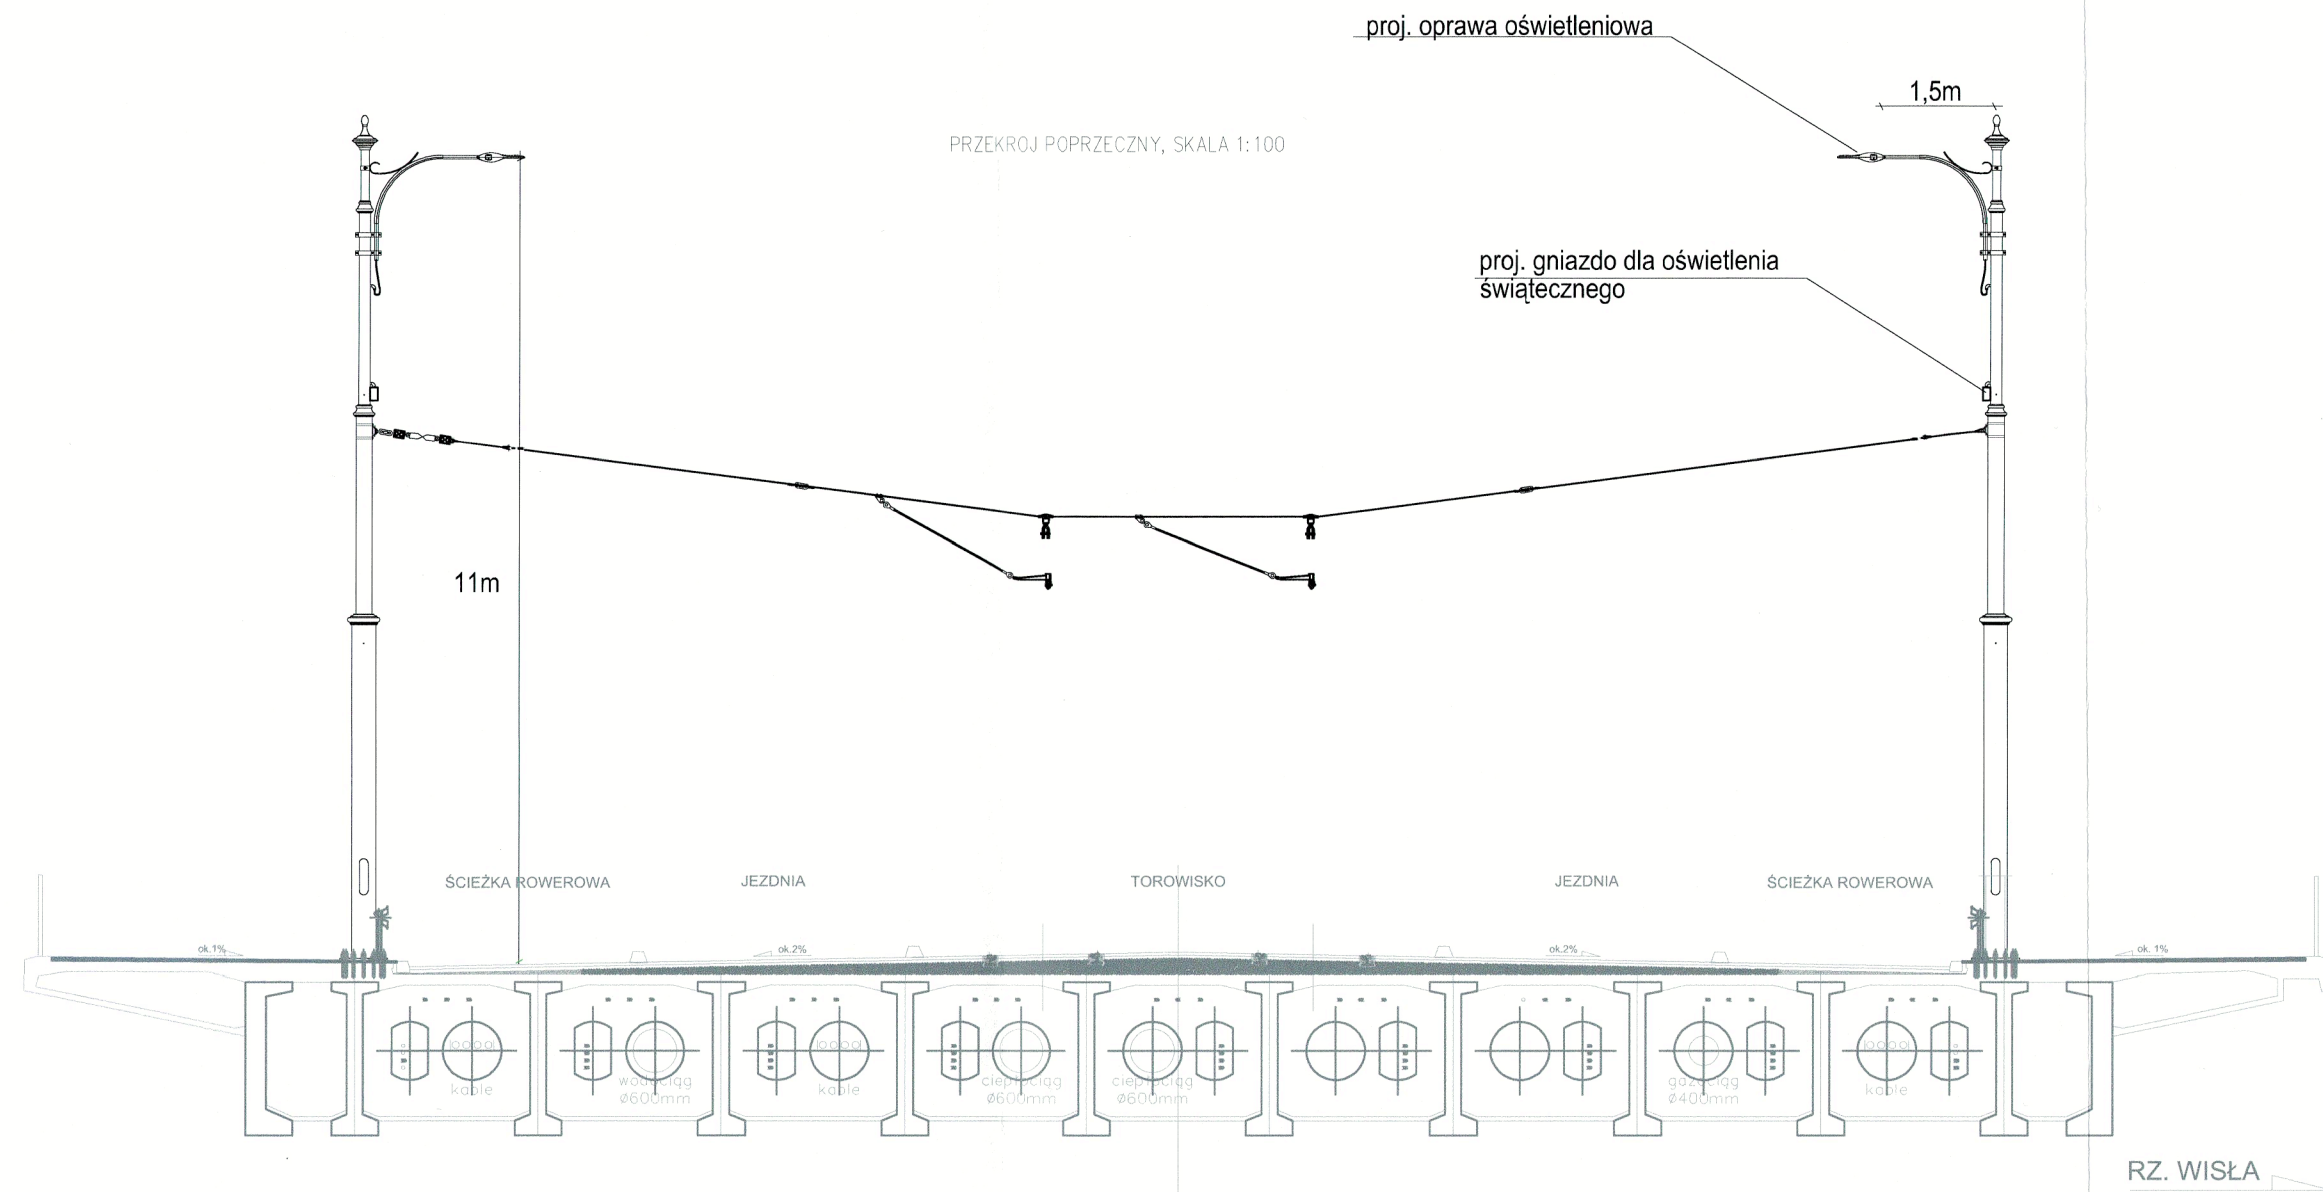 proj. oprawa oświetleniowa
1,5m
PRZEKRÓJ POPRZECZNY, SKALA 1:100
proj. gniazdo dla oświetlenia
świątecznego
11m
ŚCIEŻKA ROWEROWA
JEZDNIA
TOROWISKO
JEZDNIA
ŚCIEŻKA ROWEROWA
ok.1%
ok.2%
ok.2%
ok. 1%
kable
wodociąg
Ø600mm
kable
ciepłociąg
Ø600mm
ciepłociąg
Ø600mm
gazociąg
Ø400mm
kable
RZ. WISŁA